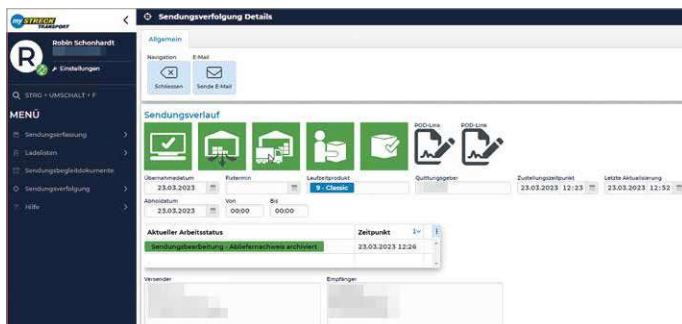 my STRECK
TRANSPORT
Sendungsverfolgung Details
Robin Schonhardt
Einstellungen
STRG + UMSCHALT + F
MENÜ
Sendungserfassung
Ladelisten
Sendungsbegleitdokumente
Sendungsverfolgung
Hilfe
Allgemein
Navigation E-Mail
Schliessen Sende E-Mail
Sendungsverlauf
POD-Link POD-Link
Übernahmedatum Fixtermin Laufzeitprodukt Quittungsgeber Zustellungszeitpunkt Letzte Aktualisierung
23.03.2023 9 - Classic 23.03.2023 12:23 23.03.2023 12:52
Abholdatum Von Bis
23.03.2023 00:00 00:00
Aktueller Arbeitsstatus Zeitpunkt
Sendungsbearbeitung - Abliefernachweis archiviert 23.03.2023 12:26
Versender Empfänger